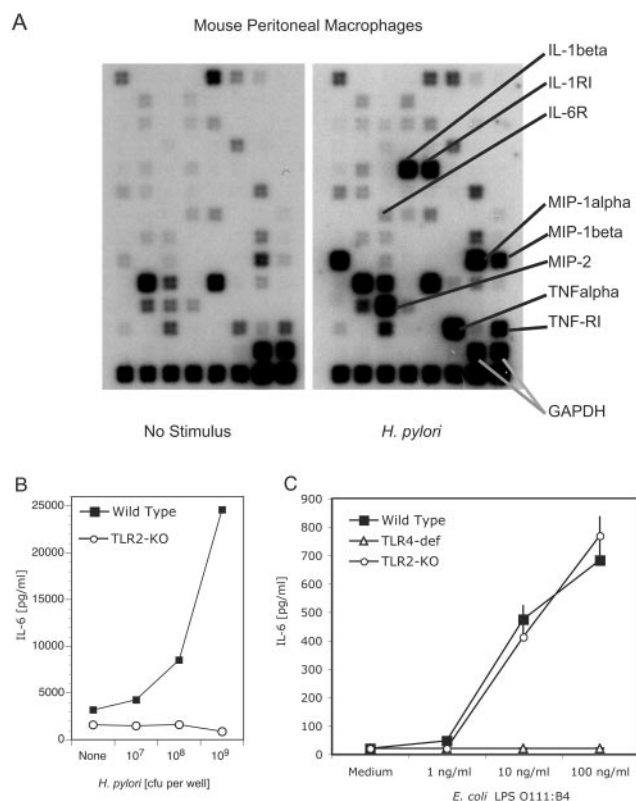 A
Mouse Peritoneal Macrophages
IL-1beta
IL-1RI
IL-6R
MIP-1alpha
MIP-1beta
MIP-2
TNFalpha
TNF-RI
GAPDH
No Stimulus
H. pylori
B
25000
20000
15000
10000
5000
0
IL-6 [pg/ml]
Wild Type
TLR2-KO
None
10⁷
10⁸
10⁹
H. pylori [cfu per well]
C
900
800
700
600
500
400
300
200
100
0
IL-6 [pg/ml]
Wild Type
TLR4-def
TLR2-KO
Medium
1 ng/ml
10 ng/ml
100 ng/ml
E. coli LPS O111:B4